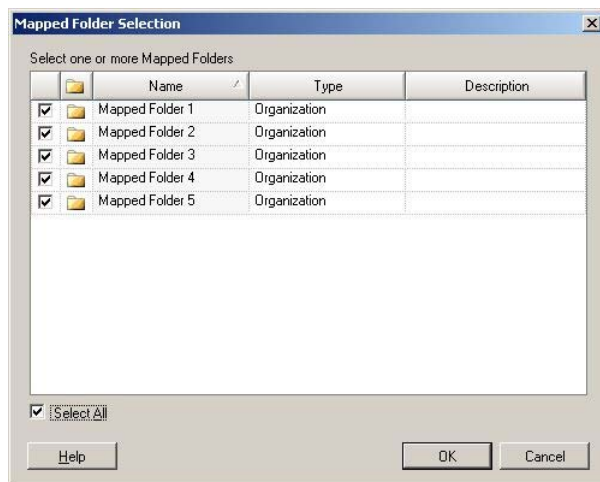 Mapped Folder Selection
Select one or more Mapped Folders
Name Type Description
Mapped Folder 1 Organization
Mapped Folder 2 Organization
Mapped Folder 3 Organization
Mapped Folder 4 Organization
Mapped Folder 5 Organization
Select All
Help OK Cancel